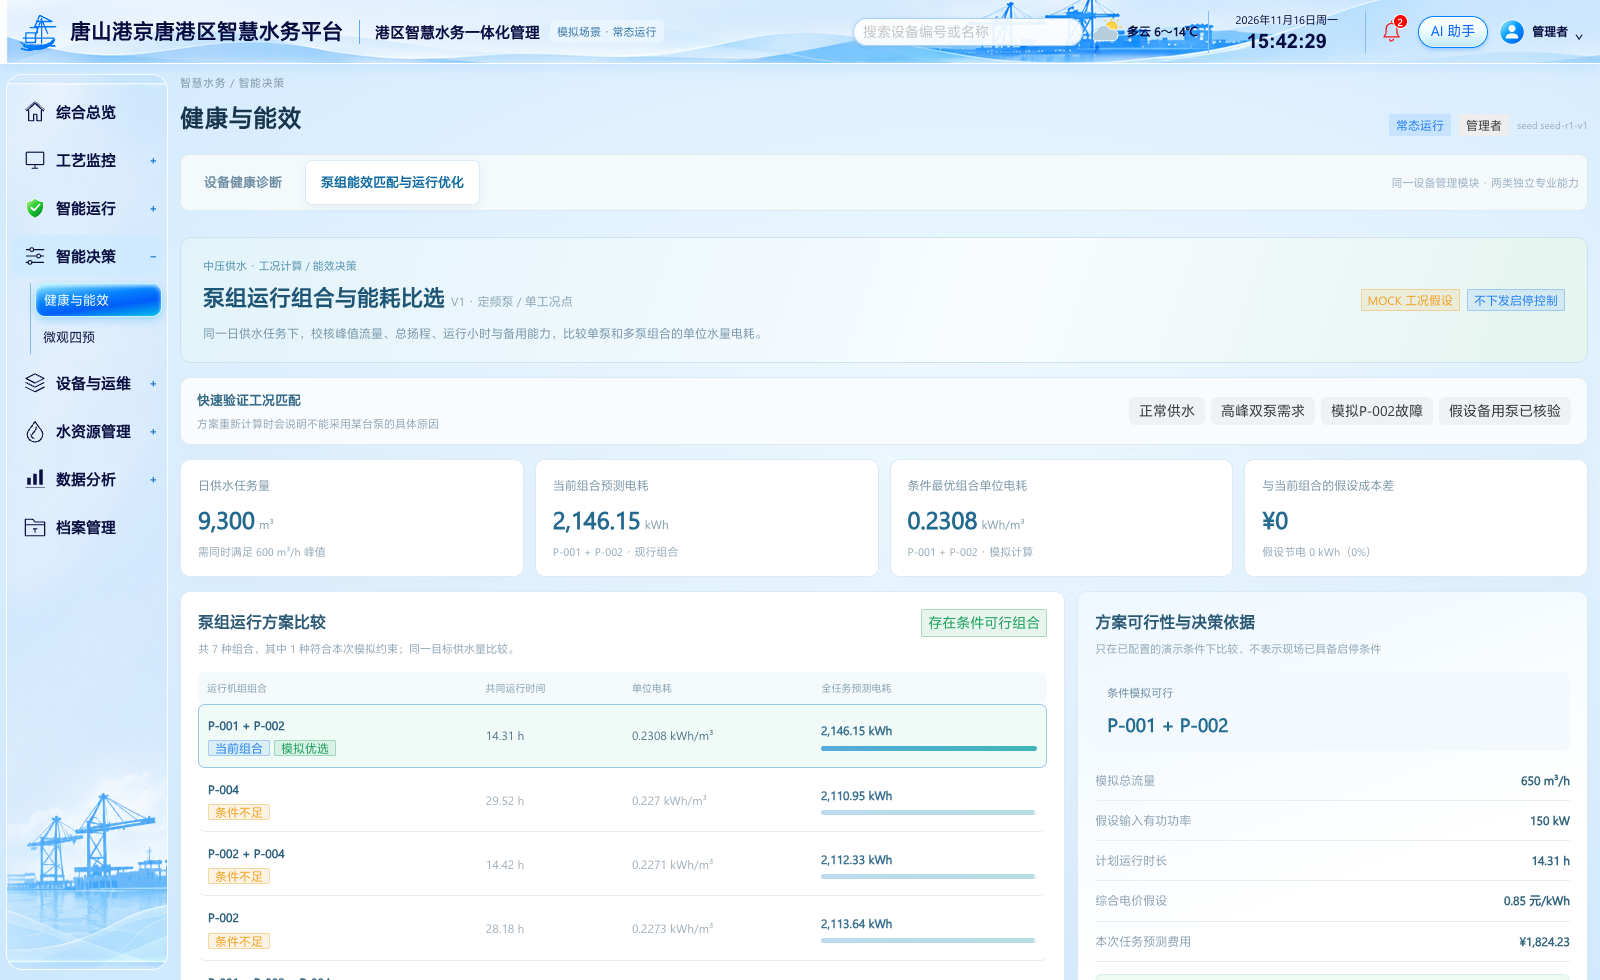 唐山港京唐港区智慧水务平台
港区智慧水务一体化管理
模拟场景 · 常态运行
搜索设备编号或名称
多云 6~14℃
2026年11月16日周一
15:42:29
2
AI 助手
管理者
综合总览
工艺监控 +
智能运行 +
智能决策 −
健康与能效
微观四预
设备与运维 +
水资源管理 +
数据分析 +
档案管理
智慧水务 / 智能决策
健康与能效
常态运行
管理者
seed seed-r1-v1
设备健康诊断
泵组能效匹配与运行优化
同一设备管理模块 · 两类独立专业能力
中压供水 · 工况计算 / 能效决策
泵组运行组合与能耗比选 V1 · 定频泵 / 单工况点
同一日供水任务下，校核峰值流量、总扬程、运行小时与备用能力，比较单泵和多泵组合的单位水量电耗。
MOCK 工况假设
不下发启停控制
快速验证工况匹配
方案重新计算时会说明不能采用某台泵的具体原因
正常供水
高峰双泵需求
模拟P-002故障
假设备用泵已核验
日供水任务量
9,300 m³
需同时满足 600 m³/h 峰值
当前组合预测电耗
2,146.15 kWh
P-001 + P-002 · 现行组合
条件最优组合单位电耗
0.2308 kWh/m³
P-001 + P-002 · 模拟计算
与当前组合的假设成本差
¥0
假设节电 0 kWh（0%）
泵组运行方案比较
共 7 种组合，其中 1 种符合本次模拟约束；同一目标供水量比较。
存在条件可行组合
运行机组组合 共同运行时间 单位电耗 全任务预测电耗
P-001 + P-002
当前组合 模拟优选
14.31 h 0.2308 kWh/m³ 2,146.15 kWh
P-004
条件不足
29.52 h 0.227 kWh/m³ 2,110.95 kWh
P-002 + P-004
条件不足
14.42 h 0.2271 kWh/m³ 2,112.33 kWh
P-002
条件不足
28.18 h 0.2273 kWh/m³ 2,113.64 kWh
方案可行性与决策依据
只在已配置的演示条件下比较，不表示现场已具备启停条件
条件模拟可行
P-001 + P-002
模拟总流量 650 m³/h
假设输入有功功率 150 kW
计划运行时长 14.31 h
综合电价假设 0.85 元/kWh
本次任务预测费用 ¥1,824.23